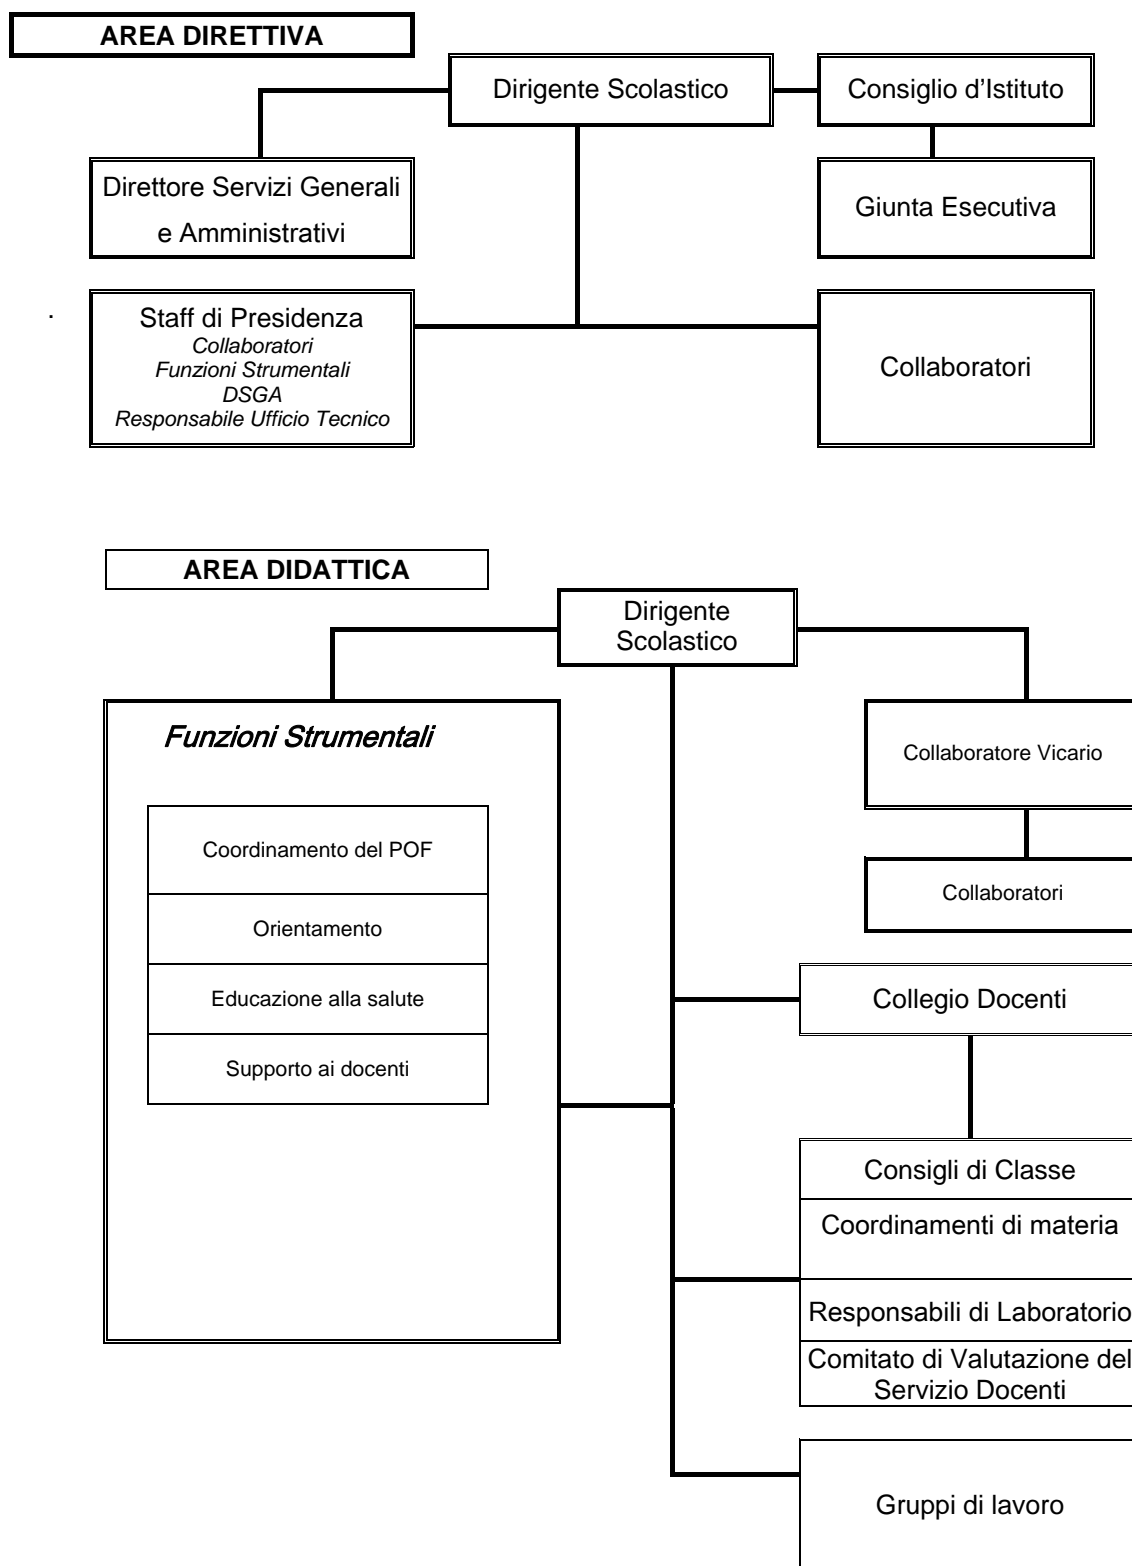 AREA DIRETTIVA
Dirigente Scolastico
Consiglio d'Istituto
Direttore Servizi Generali
e Amministrativi
Giunta Esecutiva
.
Staff di Presidenza
Collaboratori
Funzioni Strumentali
DSGA
Responsabile Ufficio Tecnico
Collaboratori
AREA DIDATTICA
Dirigente
Scolastico
Funzioni Strumentali
Collaboratore Vicario
Coordinamento del POF
Collaboratori
Orientamento
Educazione alla salute
Collegio Docenti
Supporto ai docenti
Consigli di Classe
Coordinamenti di materia
Responsabili di Laboratorio
Comitato di Valutazione del
Servizio Docenti
Gruppi di lavoro